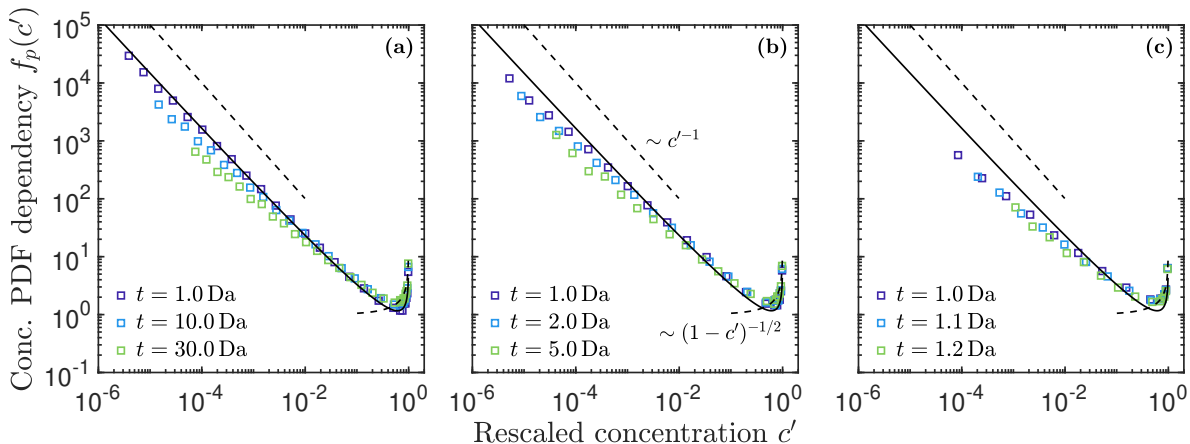 Conc. PDF dependency f_p(c′)
10^5
10^4
10^3
10^2
10^1
10^0
10^-1
(a)
t = 1.0 Da
t = 10.0 Da
t = 30.0 Da
10^-6 10^-4 10^-2 10^0
(b)
∼ c′^-1
∼ (1 − c′)^-1/2
t = 1.0 Da
t = 2.0 Da
t = 5.0 Da
10^-6 10^-4 10^-2 10^0
(c)
t = 1.0 Da
t = 1.1 Da
t = 1.2 Da
10^-6 10^-4 10^-2 10^0
Rescaled concentration c′